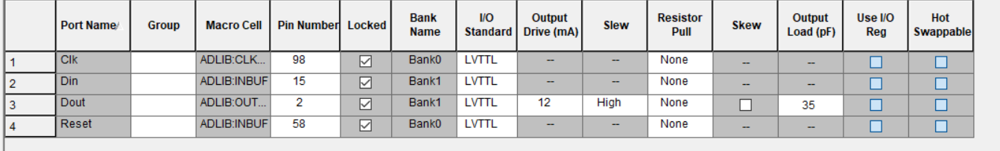 Port Name/ Group Macro Cell Pin Number Locked Bank Name I/O Standard Output Drive (mA) Slew Resistor Pull Skew Output Load (pF) Use I/O Reg Hot Swappable
1 Clk ADLIB:CLK... 98 Bank0 LVTTL -- -- None -- --
2 Din ADLIB:INBUF 15 Bank1 LVTTL -- -- None -- --
3 Dout ADLIB:OUT... 2 Bank1 LVTTL 12 High None 35
4 Reset ADLIB:INBUF 58 Bank0 LVTTL -- -- None -- --